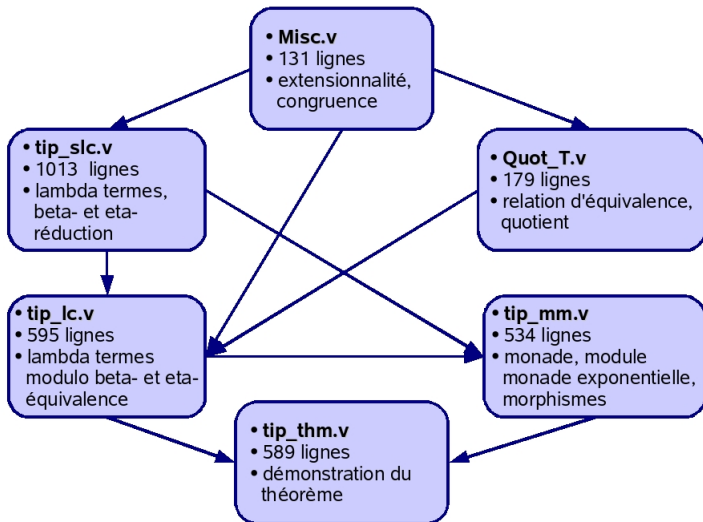 • Misc.v
• 131 lignes
• extensionnalité,
congruence
• tip_slc.v
• 1013 lignes
• lambda termes,
beta- et eta-
réduction
• Quot_T.v
• 179 lignes
• relation d'équivalence,
quotient
• tip_lc.v
• 595 lignes
• lambda termes
modulo beta- et eta-
équivalence
• tip_mm.v
• 534 lignes
• monade, module
monade exponentielle,
morphismes
• tip_thm.v
• 589 lignes
• démonstration du
théorème